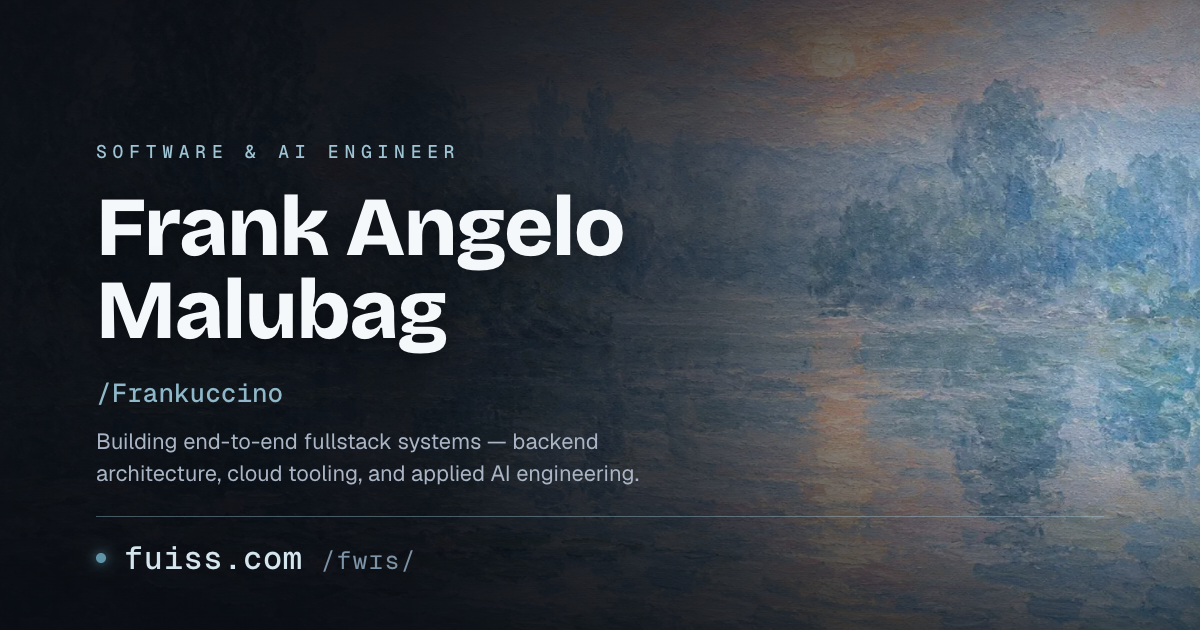 SOFTWARE & AI ENGINEER
Frank Angelo
Malubag
/Frankuccino
Building end-to-end fullstack systems — backend
architecture, cloud tooling, and applied AI engineering.
fuiss.com /fwɪs/